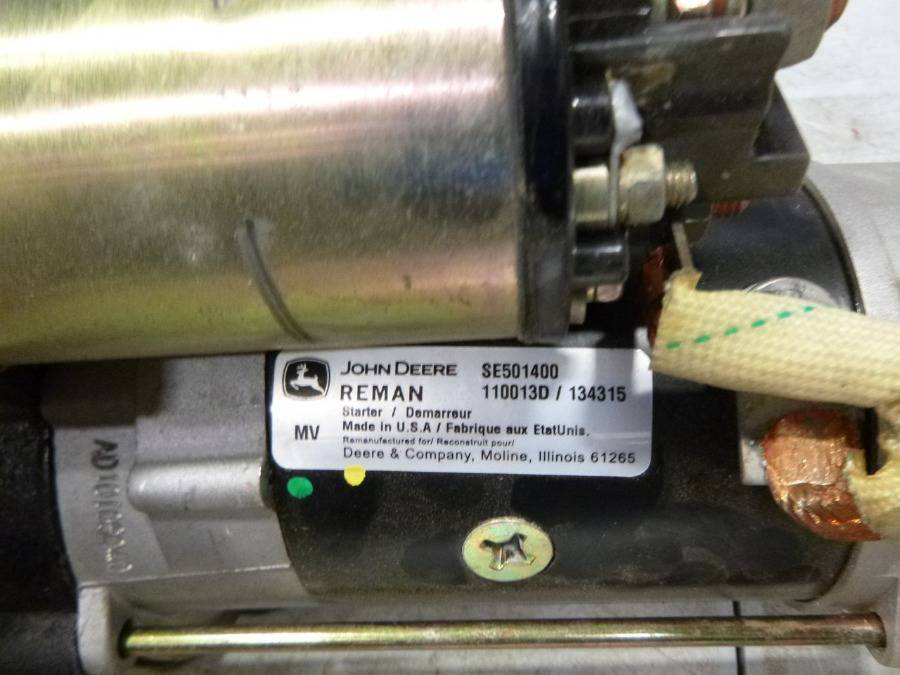 JOHN DEERE SE501400
REMAN 110013D / 134315
Starter / Demarreur
MV Made in U.S.A / Fabrique aux EtatUnis.
Remanufactured for/ Reconstruit pour/
Deere & Company, Moline, Illinois 61265